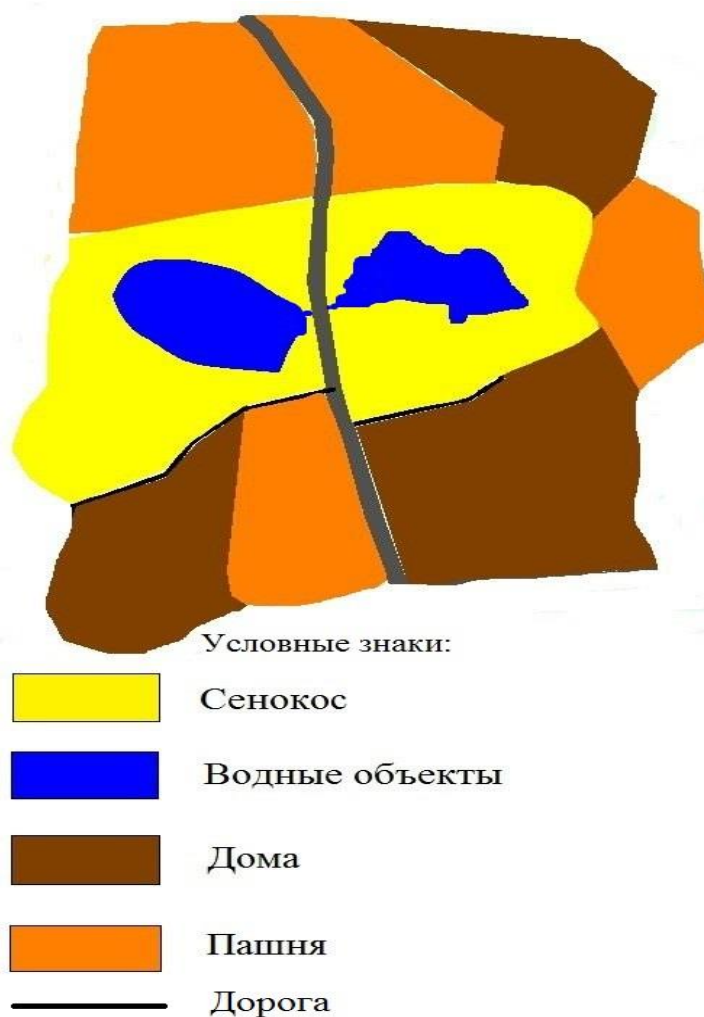 Условные знаки:
Сенокос
Водные объекты
Дома
Пашня
Дорога